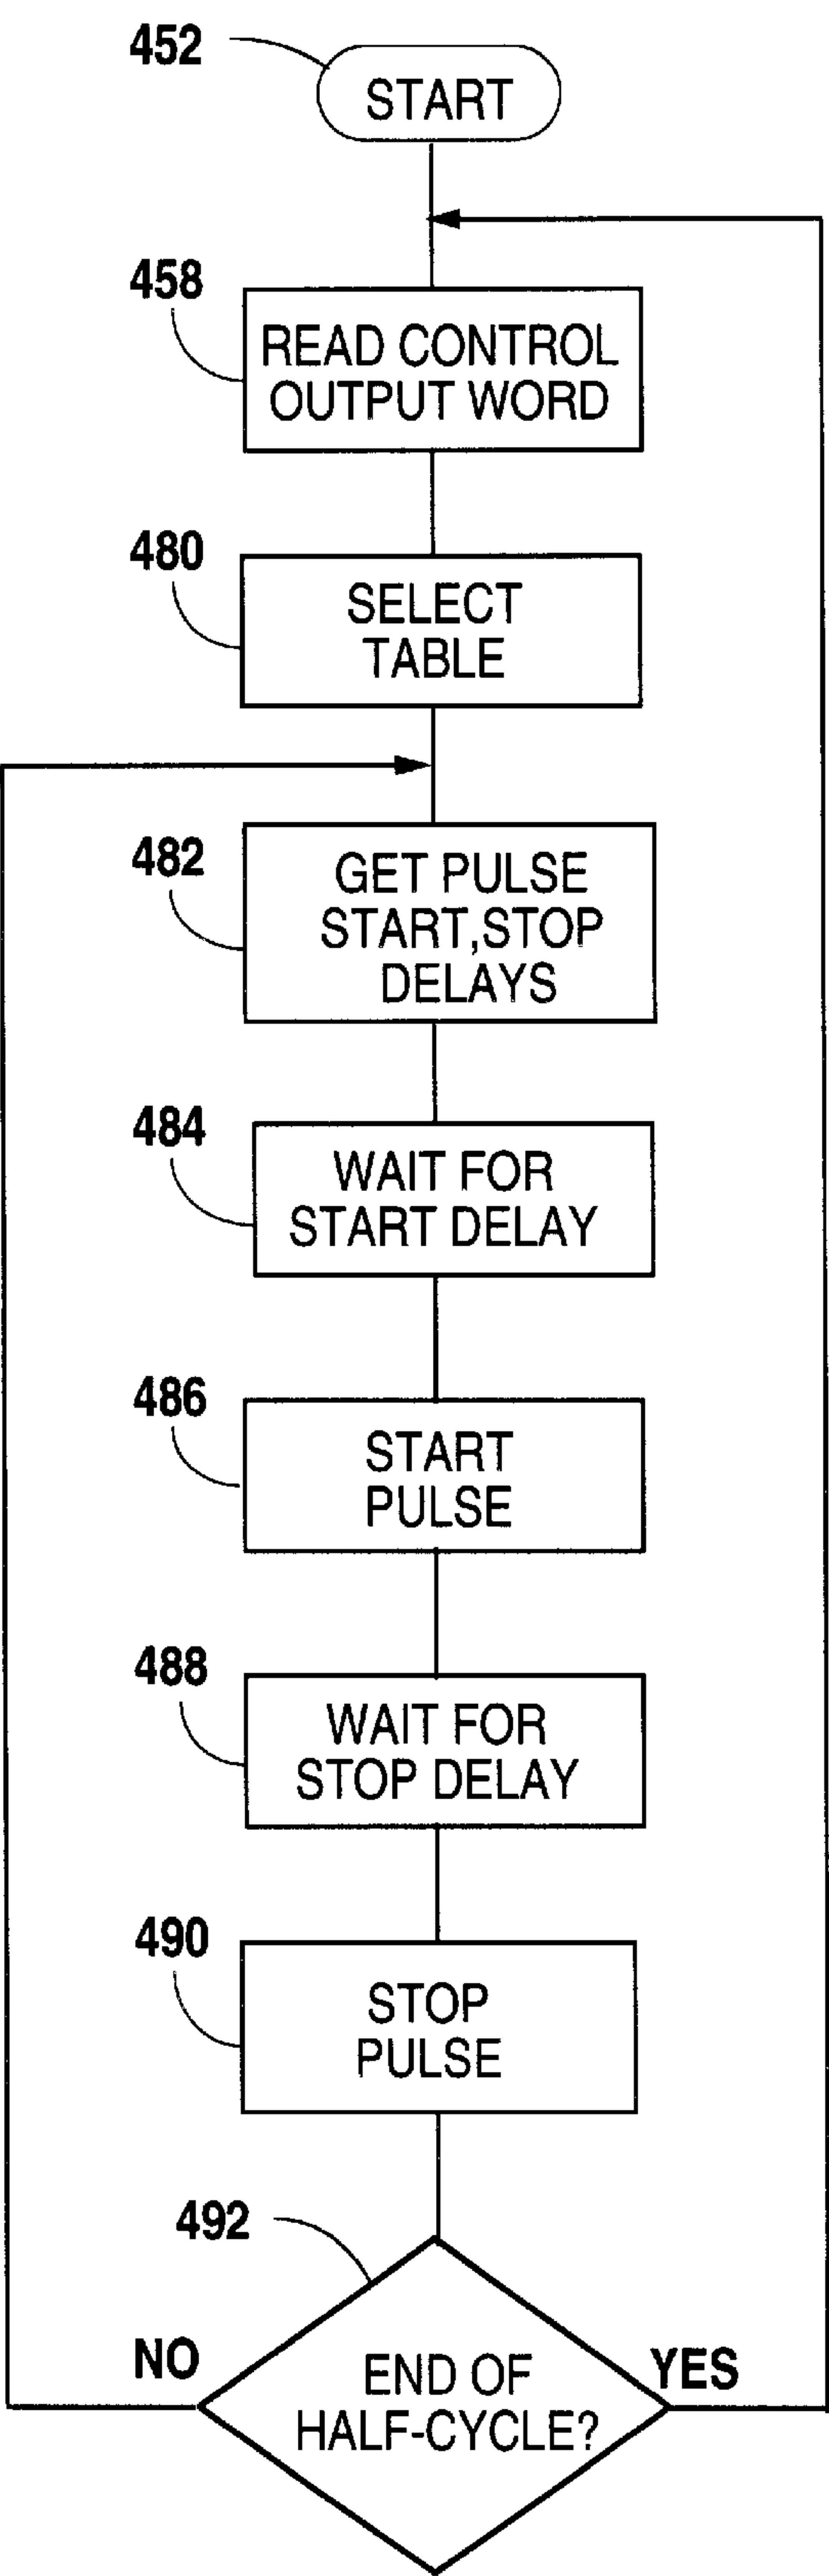 452
START
458
READ CONTROL
OUTPUT WORD
480
SELECT
TABLE
482
GET PULSE
START,STOP
DELAYS
484
WAIT FOR
START DELAY
486
START
PULSE
488
WAIT FOR
STOP DELAY
490
STOP
PULSE
492
NO
END OF
HALF-CYCLE?
YES